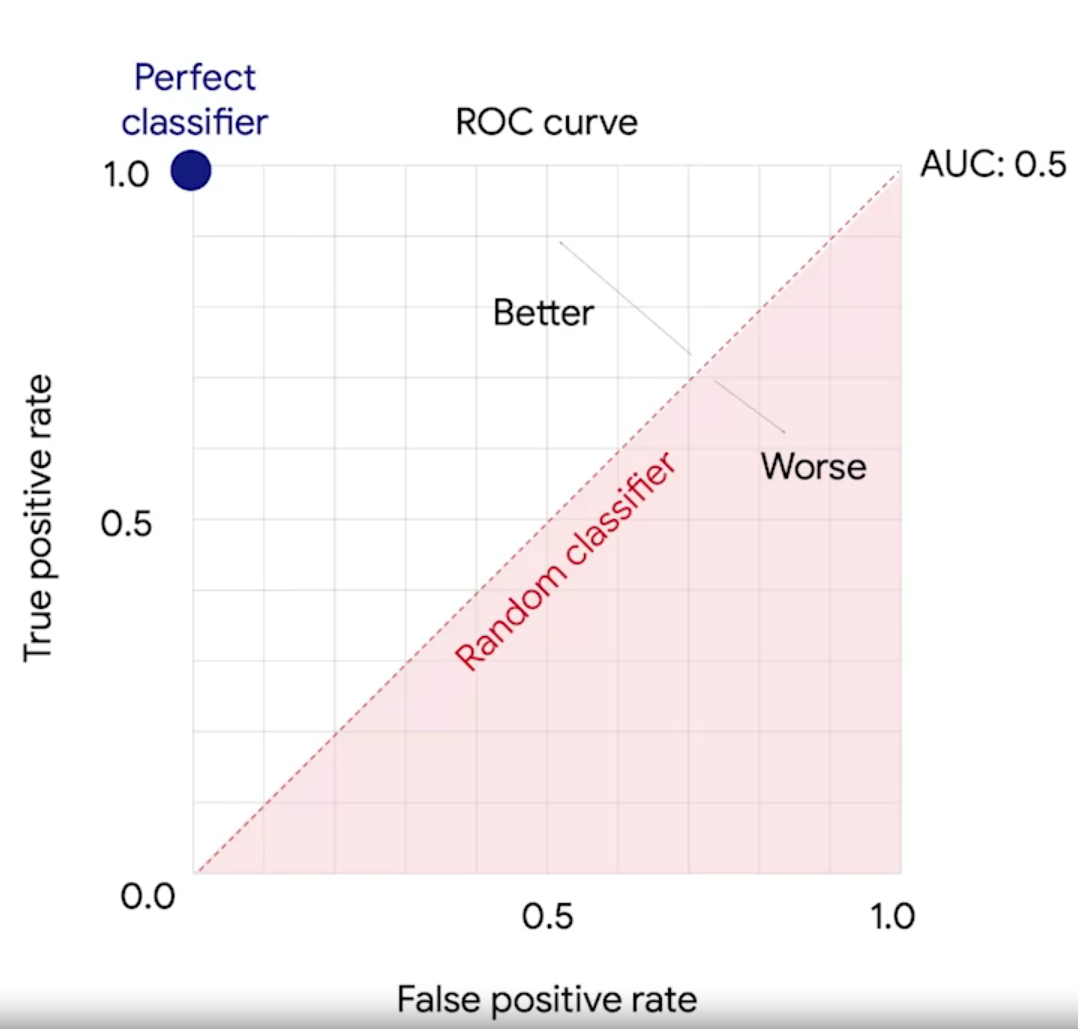 Perfect
classifier
ROC curve
1.0
AUC: 0.5
Better
Worse
Random classifier
True positive rate
0.5
0.0
0.5
1.0
False positive rate